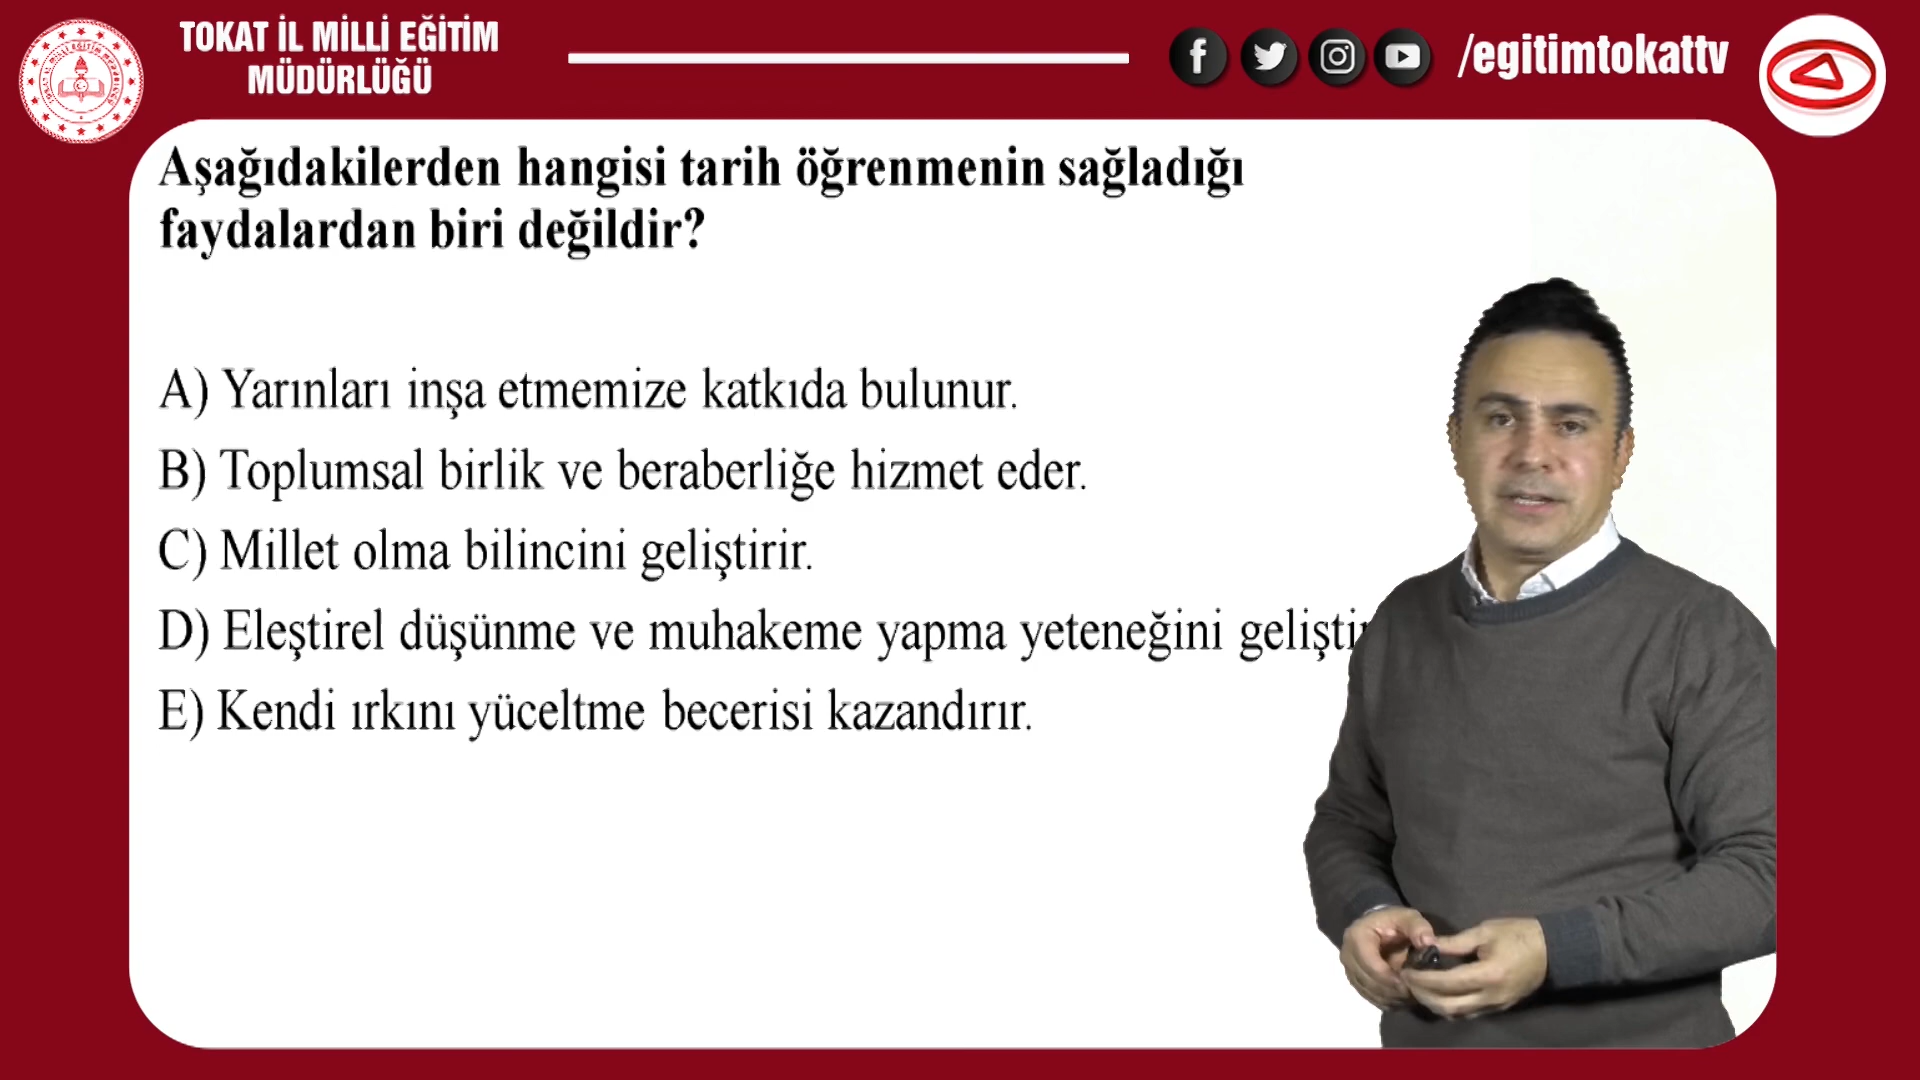 TOKAT İL MİLLİ EĞİTİM
MÜDÜRLÜĞÜ
/egitimtokattv
Aşağıdakilerden hangisi tarih öğrenmenin sağladığı
faydalardan biri değildir?
A) Yarınları inşa etmemize katkıda bulunur.
B) Toplumsal birlik ve beraberliğe hizmet eder.
C) Millet olma bilincini geliştirir.
D) Eleştirel düşünme ve muhakeme yapma yeteneğini
E) Kendi ırkını yüceltme becerisi kazandırır.